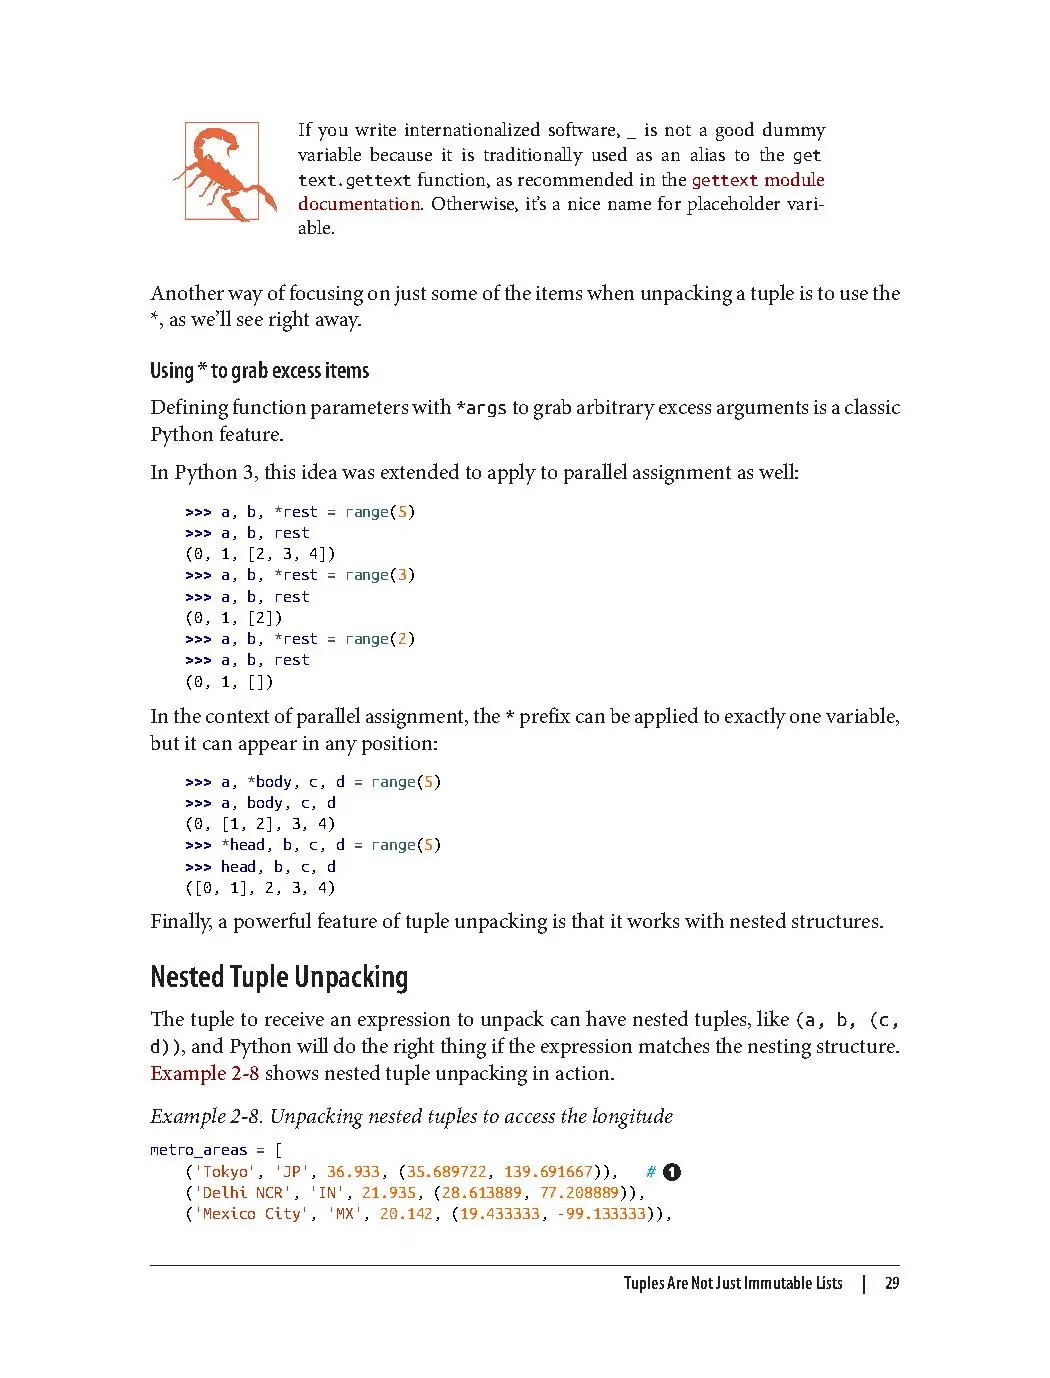 If you write internationalized software, _ is not a good dummy
variable because it is traditionally used as an alias to the get
text.gettext function, as recommended in the gettext module
documentation. Otherwise, it’s a nice name for placeholder vari-
able.
Another way of focusing on just some of the items when unpacking a tuple is to use the
*, as we’ll see right away.
Using * to grab excess items
Defining function parameters with *args to grab arbitrary excess arguments is a classic
Python feature.
In Python 3, this idea was extended to apply to parallel assignment as well:
>>> a, b, *rest = range(5)
>>> a, b, rest
(0, 1, [2, 3, 4])
>>> a, b, *rest = range(3)
>>> a, b, rest
(0, 1, [2])
>>> a, b, *rest = range(2)
>>> a, b, rest
(0, 1, [])
In the context of parallel assignment, the * prefix can be applied to exactly one variable,
but it can appear in any position:
>>> a, *body, c, d = range(5)
>>> a, body, c, d
(0, [1, 2], 3, 4)
>>> *head, b, c, d = range(5)
>>> head, b, c, d
([0, 1], 2, 3, 4)
Finally, a powerful feature of tuple unpacking is that it works with nested structures.
Nested Tuple Unpacking
The tuple to receive an expression to unpack can have nested tuples, like (a, b, (c,
d)), and Python will do the right thing if the expression matches the nesting structure.
Example 2-8 shows nested tuple unpacking in action.
Example 2-8. Unpacking nested tuples to access the longitude
metro_areas = [
('Tokyo', 'JP', 36.933, (35.689722, 139.691667)), # ❶
('Delhi NCR', 'IN', 21.935, (28.613889, 77.208889)),
('Mexico City', 'MX', 20.142, (19.433333, -99.133333)),
Tuples Are Not Just Immutable Lists | 29